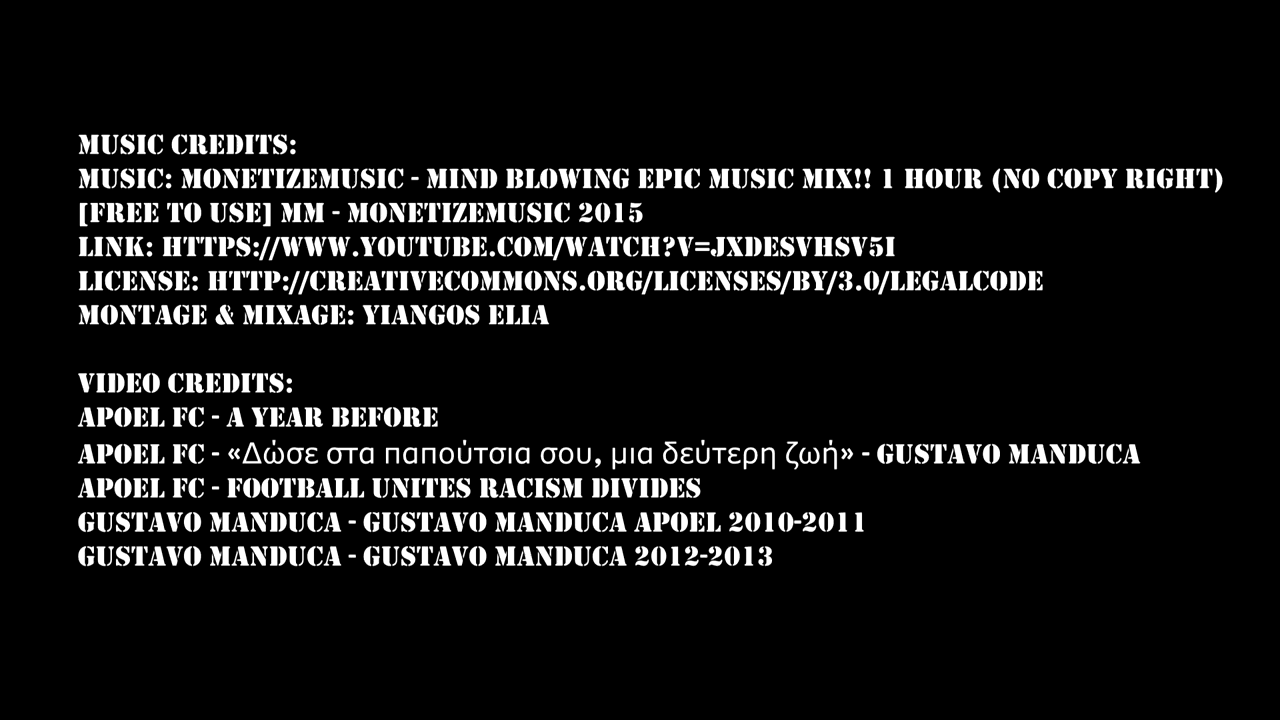 MUSIC CREDITS:
MUSIC: MONETIZEMUSIC - MIND BLOWING EPIC MUSIC MIX!! 1 HOUR (NO COPY RIGHT)
[FREE TO USE] MM - MONETIZEMUSIC 2015
LINK: HTTPS://WWW.YOUTUBE.COM/WATCH?V=JXDESVHSV5I
LICENSE: HTTP://CREATIVECOMMONS.ORG/LICENSES/BY/3.0/LEGALCODE
MONTAGE & MIXAGE: YIANGOS ELIA
VIDEO CREDITS:
APOEL FC - A YEAR BEFORE
APOEL FC - «Δώσε στα παπούτσια σου, μια δεύτερη ζωή» - GUSTAVO MANDUCA
APOEL FC - FOOTBALL UNITES RACISM DIVIDES
GUSTAVO MANDUCA - GUSTAVO MANDUCA APOEL 2010-2011
GUSTAVO MANDUCA - GUSTAVO MANDUCA 2012-2013